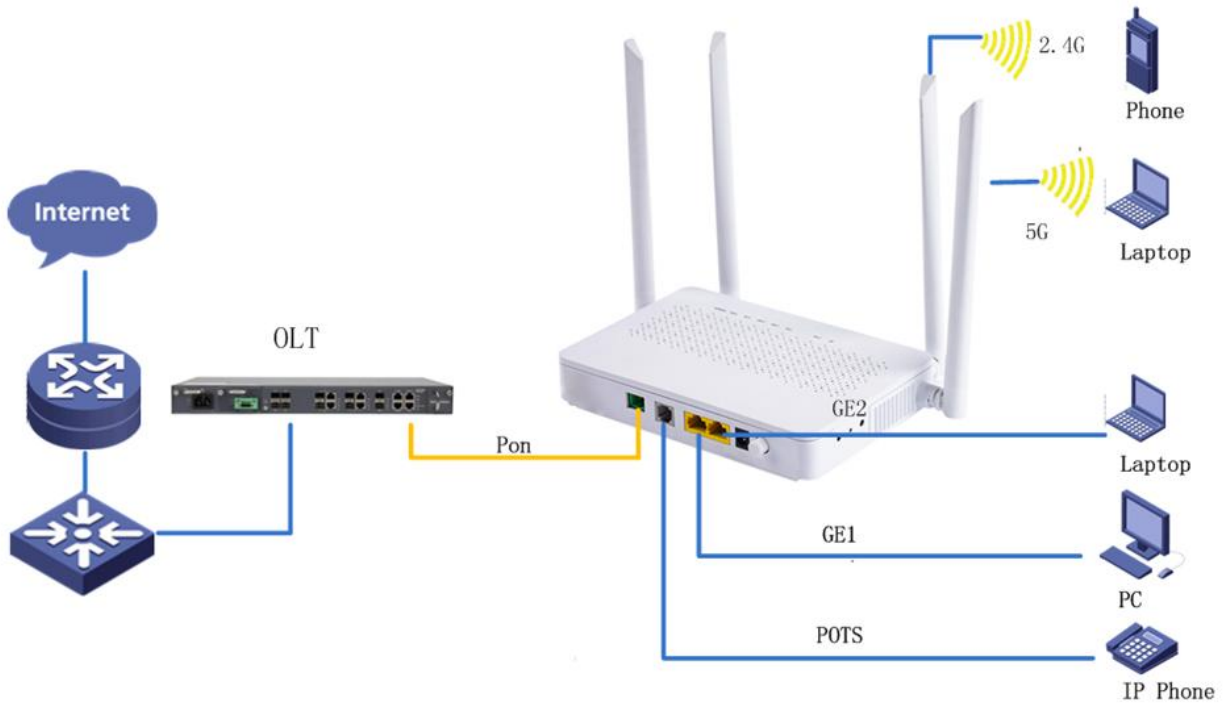 2.4G
Phone
Internet
5G
Laptop
OLT
GE2
Pon
Laptop
GE1
PC
POTS
IP Phone